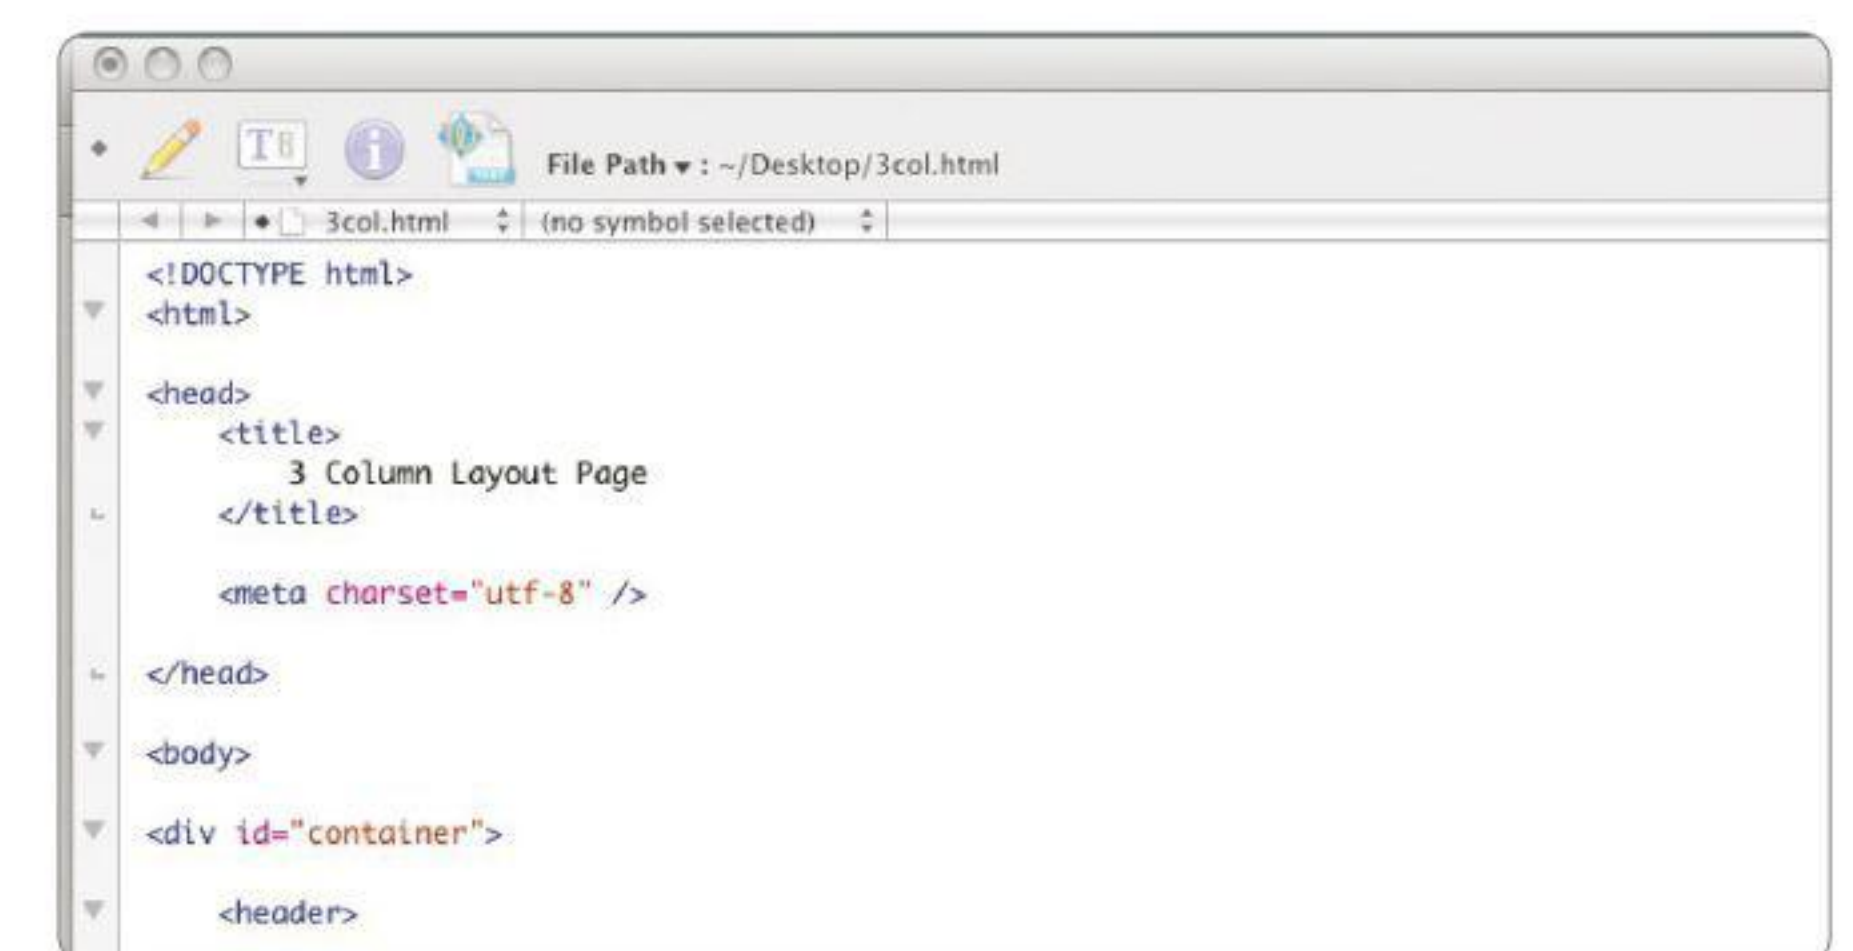 File Path ▾ : ~/Desktop/3col.html
3col.html (no symbol selected)
<!DOCTYPE html>
<html>
<head>
<title>
3 Column Layout Page
</title>
<meta charset="utf-8" />
</head>
<body>
<div id="container">
<header>